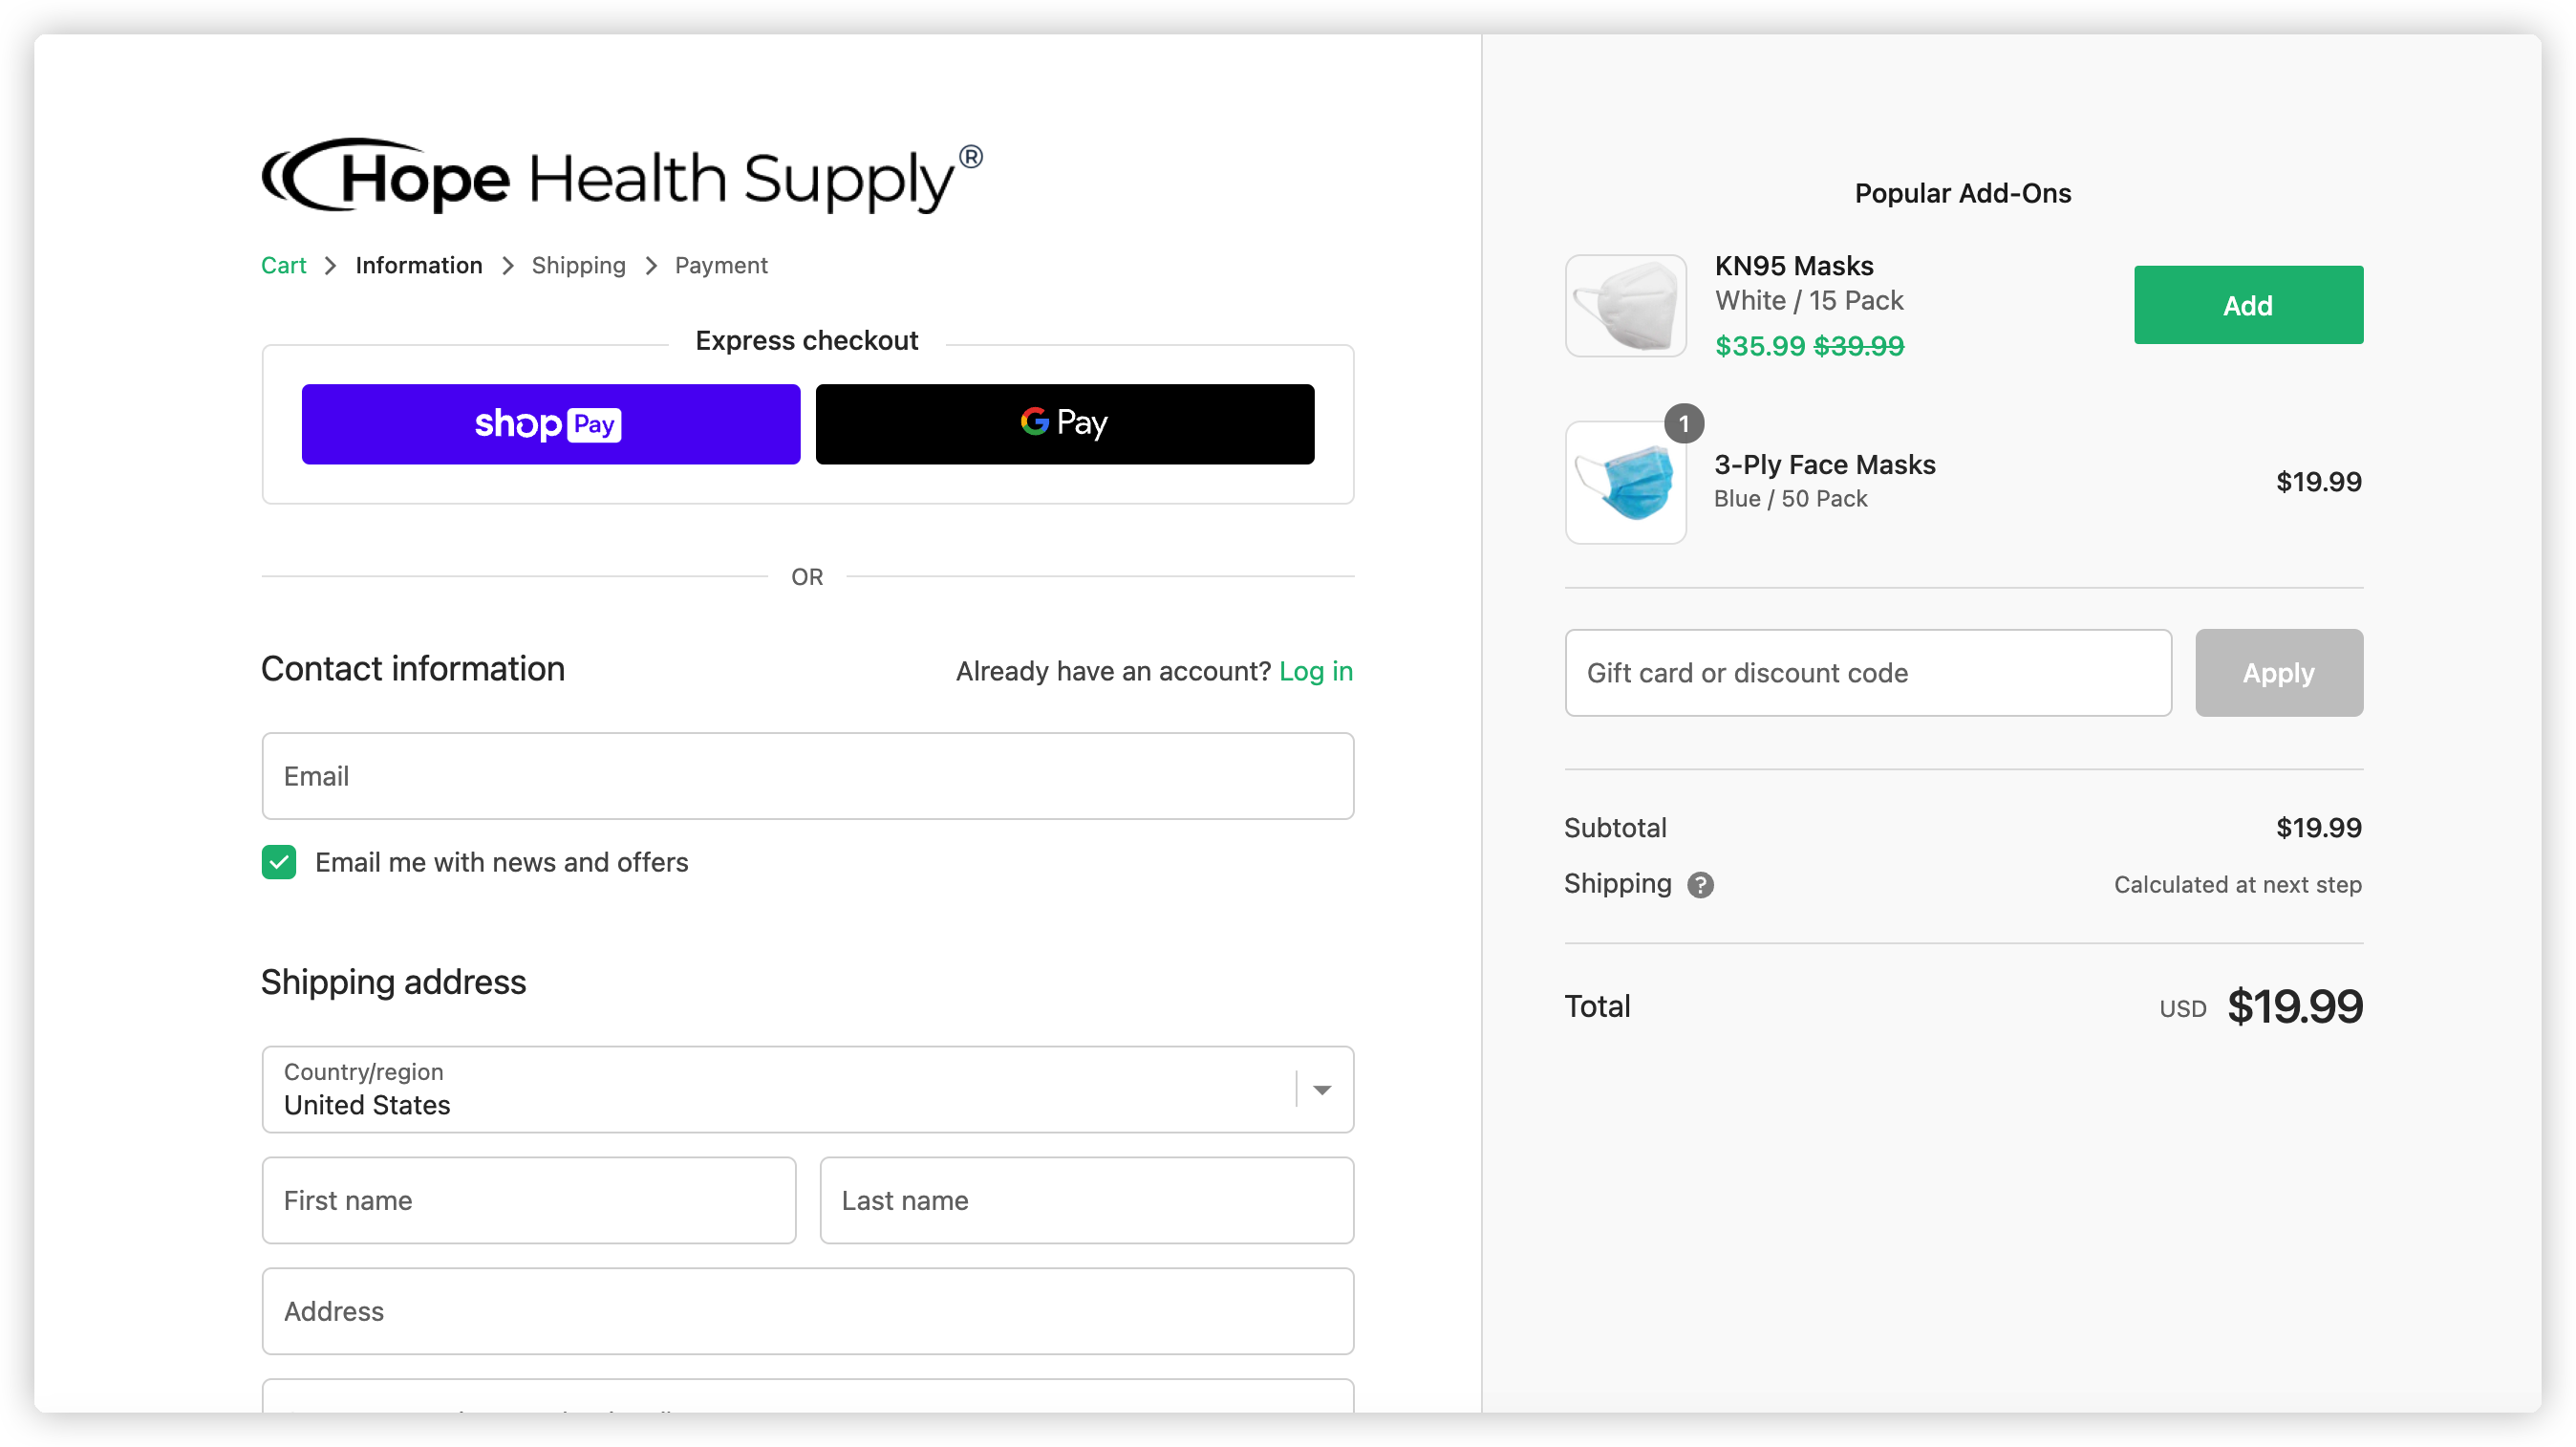 Hope Health Supply®
Cart > Information > Shipping > Payment
Express checkout
shop Pay
G Pay
OR
Contact information
Already have an account? Log in
Email
Email me with news and offers
Shipping address
Country/region
United States
First name
Last name
Address
Popular Add-Ons
KN95 Masks
White / 15 Pack
$35.99 $39.99
Add
1
3-Ply Face Masks
Blue / 50 Pack
$19.99
Gift card or discount code
Apply
Subtotal
$19.99
Shipping ?
Calculated at next step
Total
USD $19.99